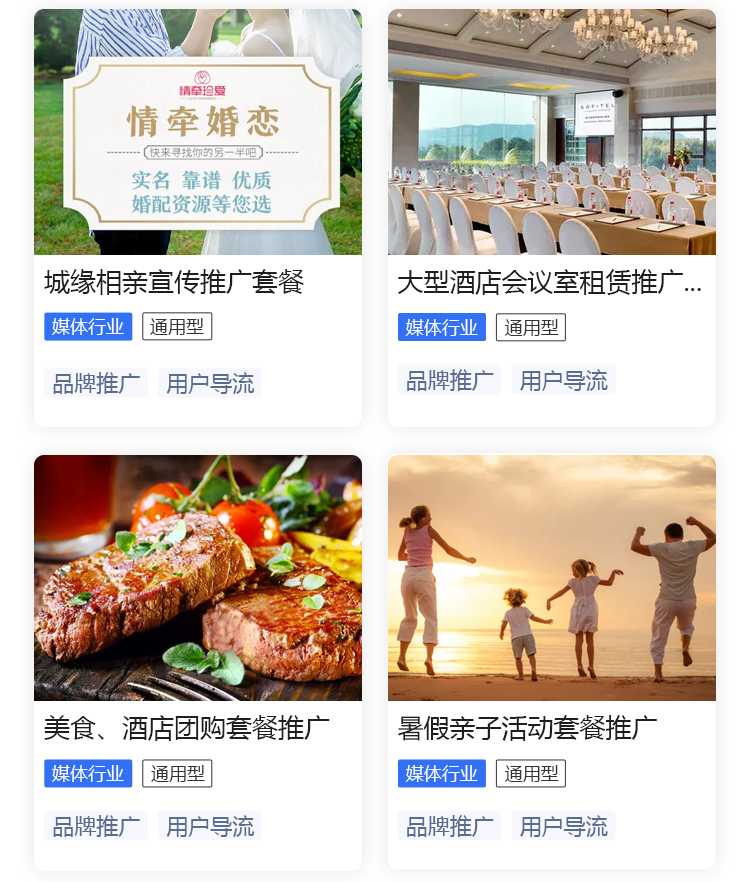 情牵珍爱
情牵婚恋
快来寻找你的另一半吧
实名 靠谱 优质
婚配资源等您选
城缘相亲宣传推广套餐
媒体行业 通用型
品牌推广 用户导流
SOFITEL
大型酒店会议室租赁推广...
媒体行业 通用型
品牌推广 用户导流
美食、酒店团购套餐推广
媒体行业 通用型
品牌推广 用户导流
暑假亲子活动套餐推广
媒体行业 通用型
品牌推广 用户导流